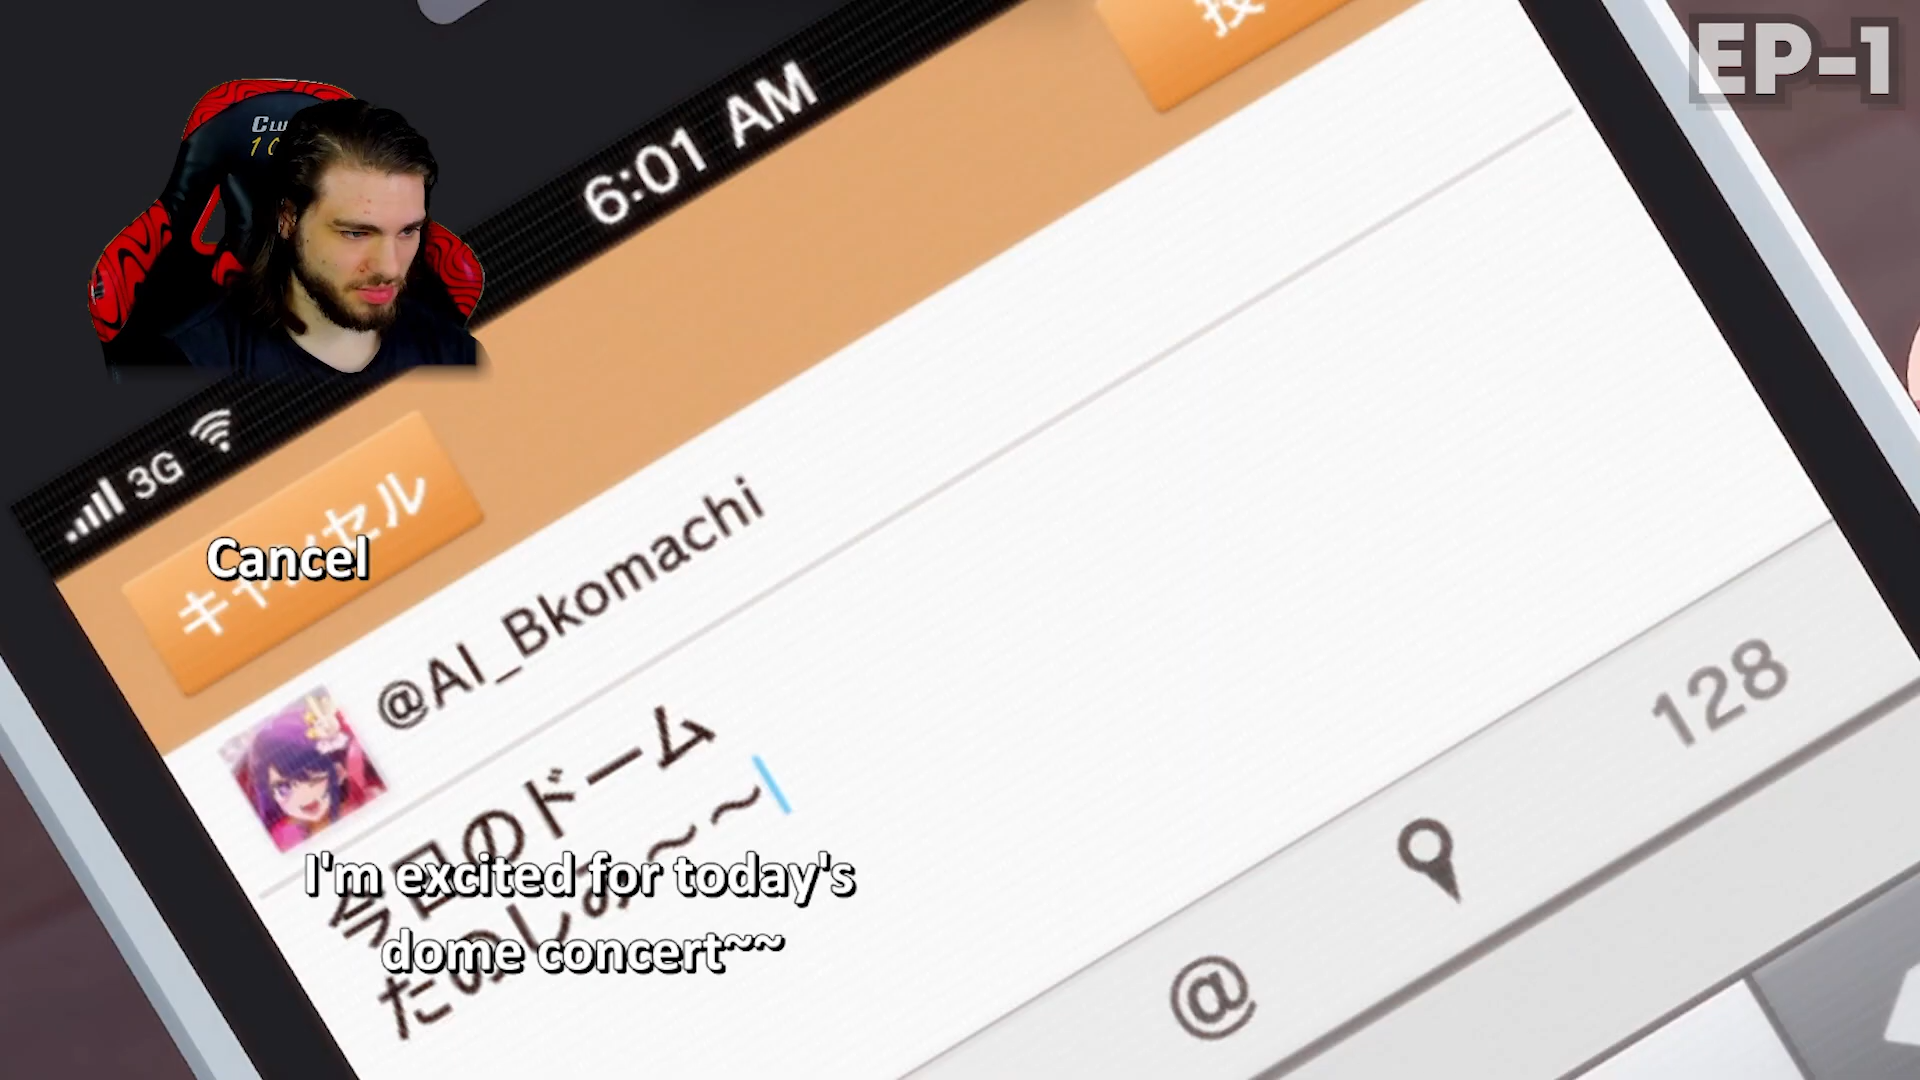 EP-1
投
6:01 AM
3G
キャンセル
Cancel
@AI_Bkomachi
今日のドーム
たのしみ～～
I'm excited for today's
dome concert~~
128
@